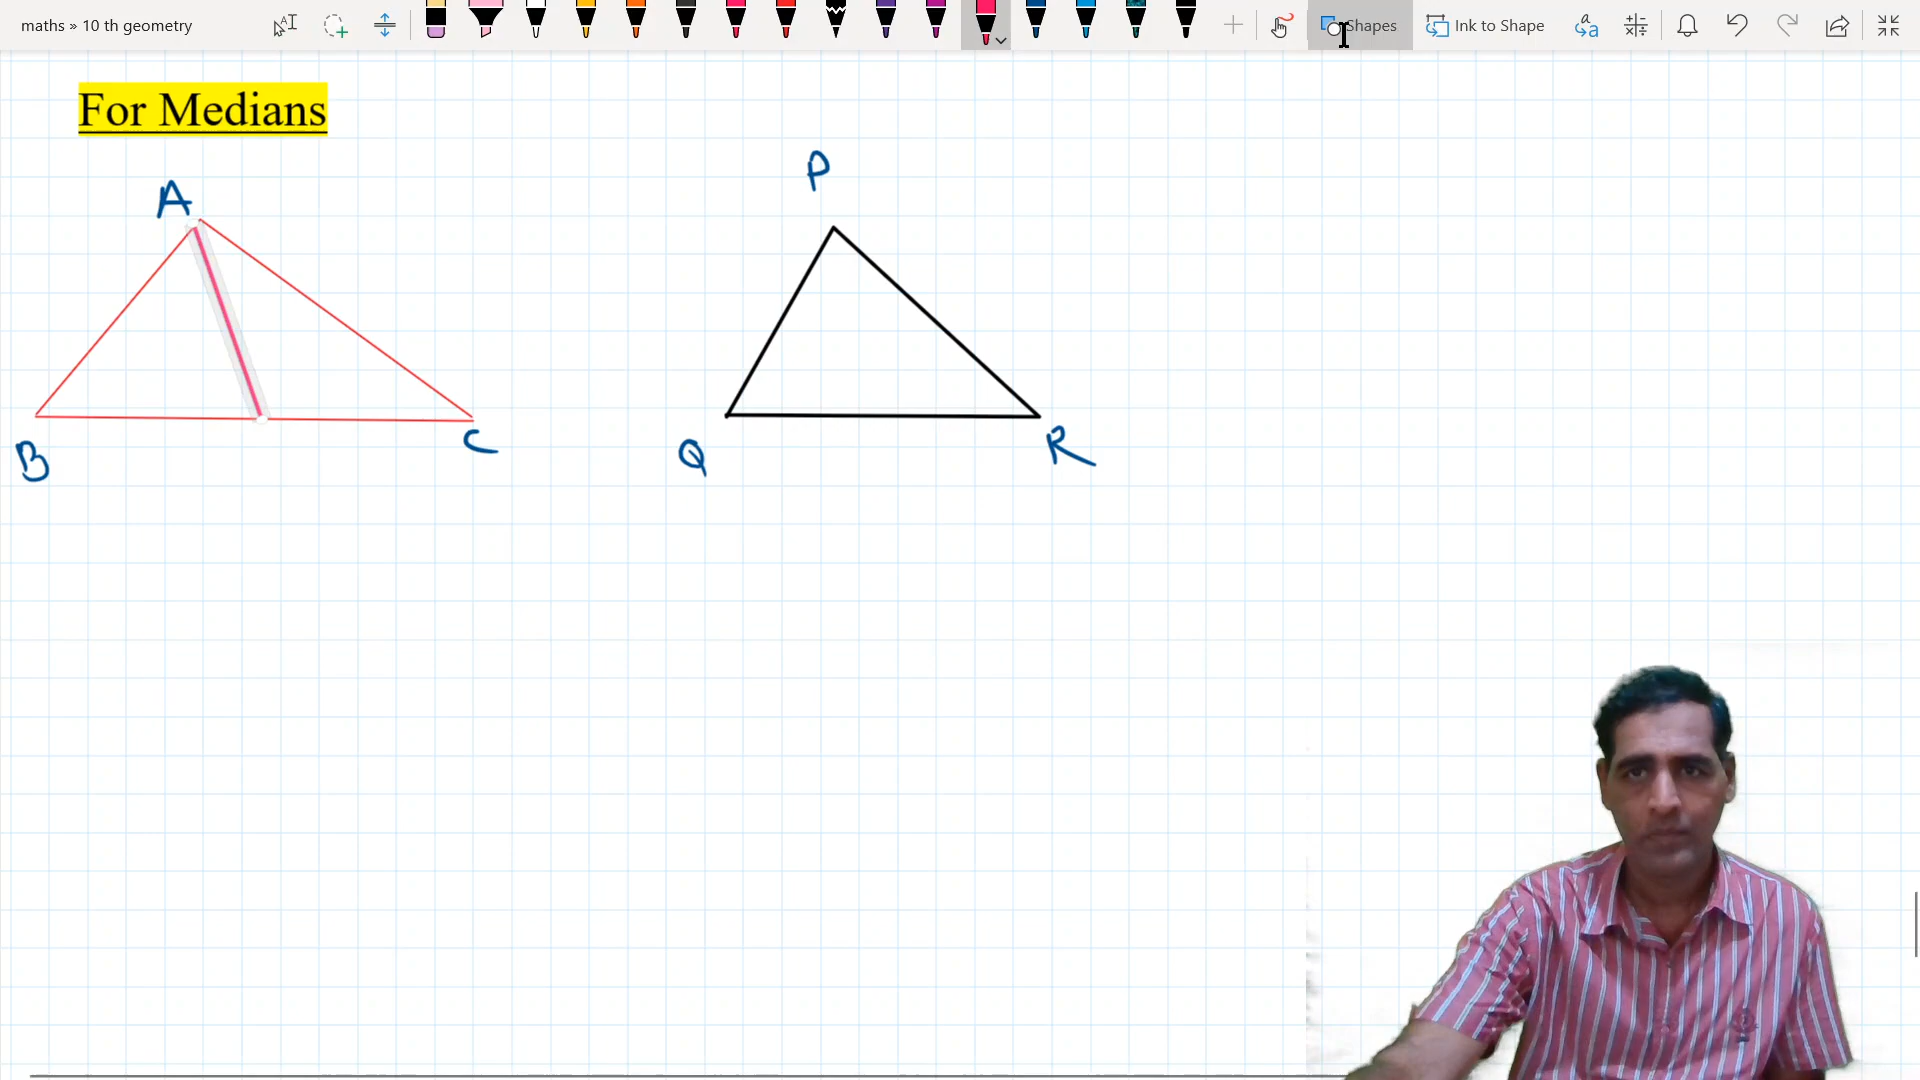 maths » 10 th geometry
Shapes
Ink to Shape
For Medians
A
P
B
C
Q
R